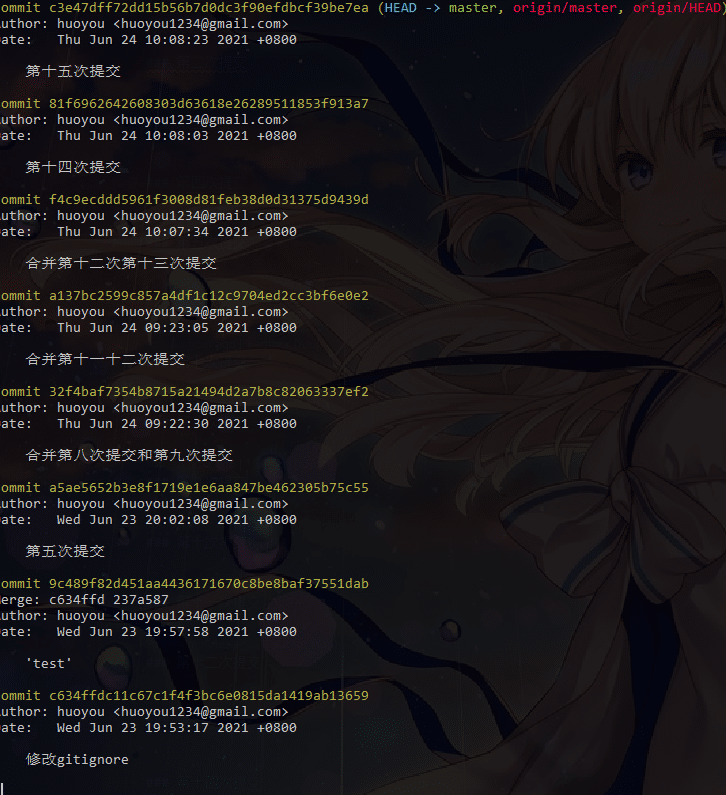 ommit c3e47dff72dd15b56b7d0dc3f90efdbcf39be7ea (HEAD -> master, origin/master, origin/HEAD)
uthor: huoyou <huoyou1234@gmail.com>
ate:   Thu Jun 24 10:08:23 2021 +0800
第十五次提交
ommit 81f6962642608303d63618e26289511853f913a7
uthor: huoyou <huoyou1234@gmail.com>
ate:   Thu Jun 24 10:08:03 2021 +0800
第十四次提交
ommit f4c9ecddd5961f3008d81feb38d0d31375d9439d
uthor: huoyou <huoyou1234@gmail.com>
ate:   Thu Jun 24 10:07:34 2021 +0800
合并第十二次第十三次提交
ommit a137bc2599c857a4df1c12c9704ed2cc3bf6e0e2
uthor: huoyou <huoyou1234@gmail.com>
ate:   Thu Jun 24 09:23:05 2021 +0800
合并第十一十二次提交
ommit 32f4baf7354b8715a21494d2a7b8c82063337ef2
uthor: huoyou <huoyou1234@gmail.com>
ate:   Thu Jun 24 09:22:30 2021 +0800
合并第八次提交和第九次提交
ommit a5ae5652b3e8f1719e1e6aa847be462305b75c55
uthor: huoyou <huoyou1234@gmail.com>
ate:   Wed Jun 23 20:02:08 2021 +0800
第五次提交
ommit 9c489f82d451aa4436171670c8be8baf37551dab
erge: c634ffd 237a587
uthor: huoyou <huoyou1234@gmail.com>
ate:   Wed Jun 23 19:57:58 2021 +0800
'test'
ommit c634ffdc11c67c1f4f3bc6e0815da1419ab13659
uthor: huoyou <huoyou1234@gmail.com>
ate:   Wed Jun 23 19:53:17 2021 +0800
修改gitignore